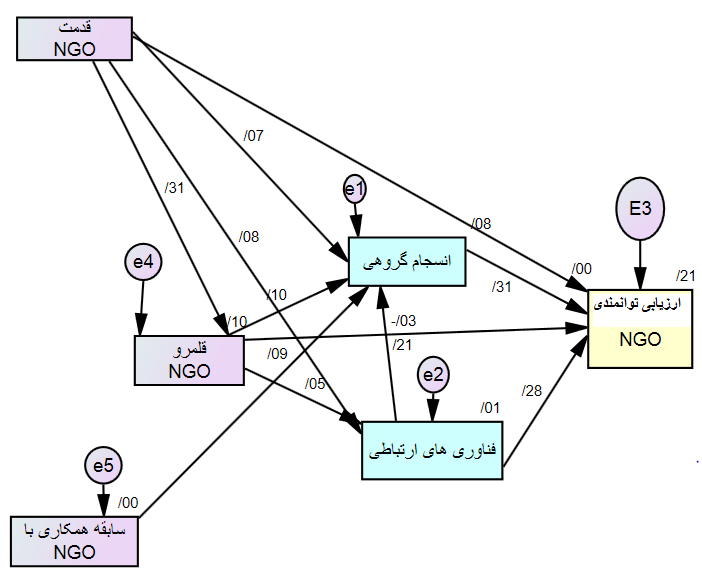 قدمت
NGO
/07
/31
e1
E3
/08
/08
e4
انسجام گروهی
/00
/21
/10
/31
ارزیابی توانمندی
NGO
/10
-/03
قلمرو
NGO
/09
/21
e2
/05
/28
/01
فناوری های ارتباطی
e5
/00
سابقه همکاری با
NGO